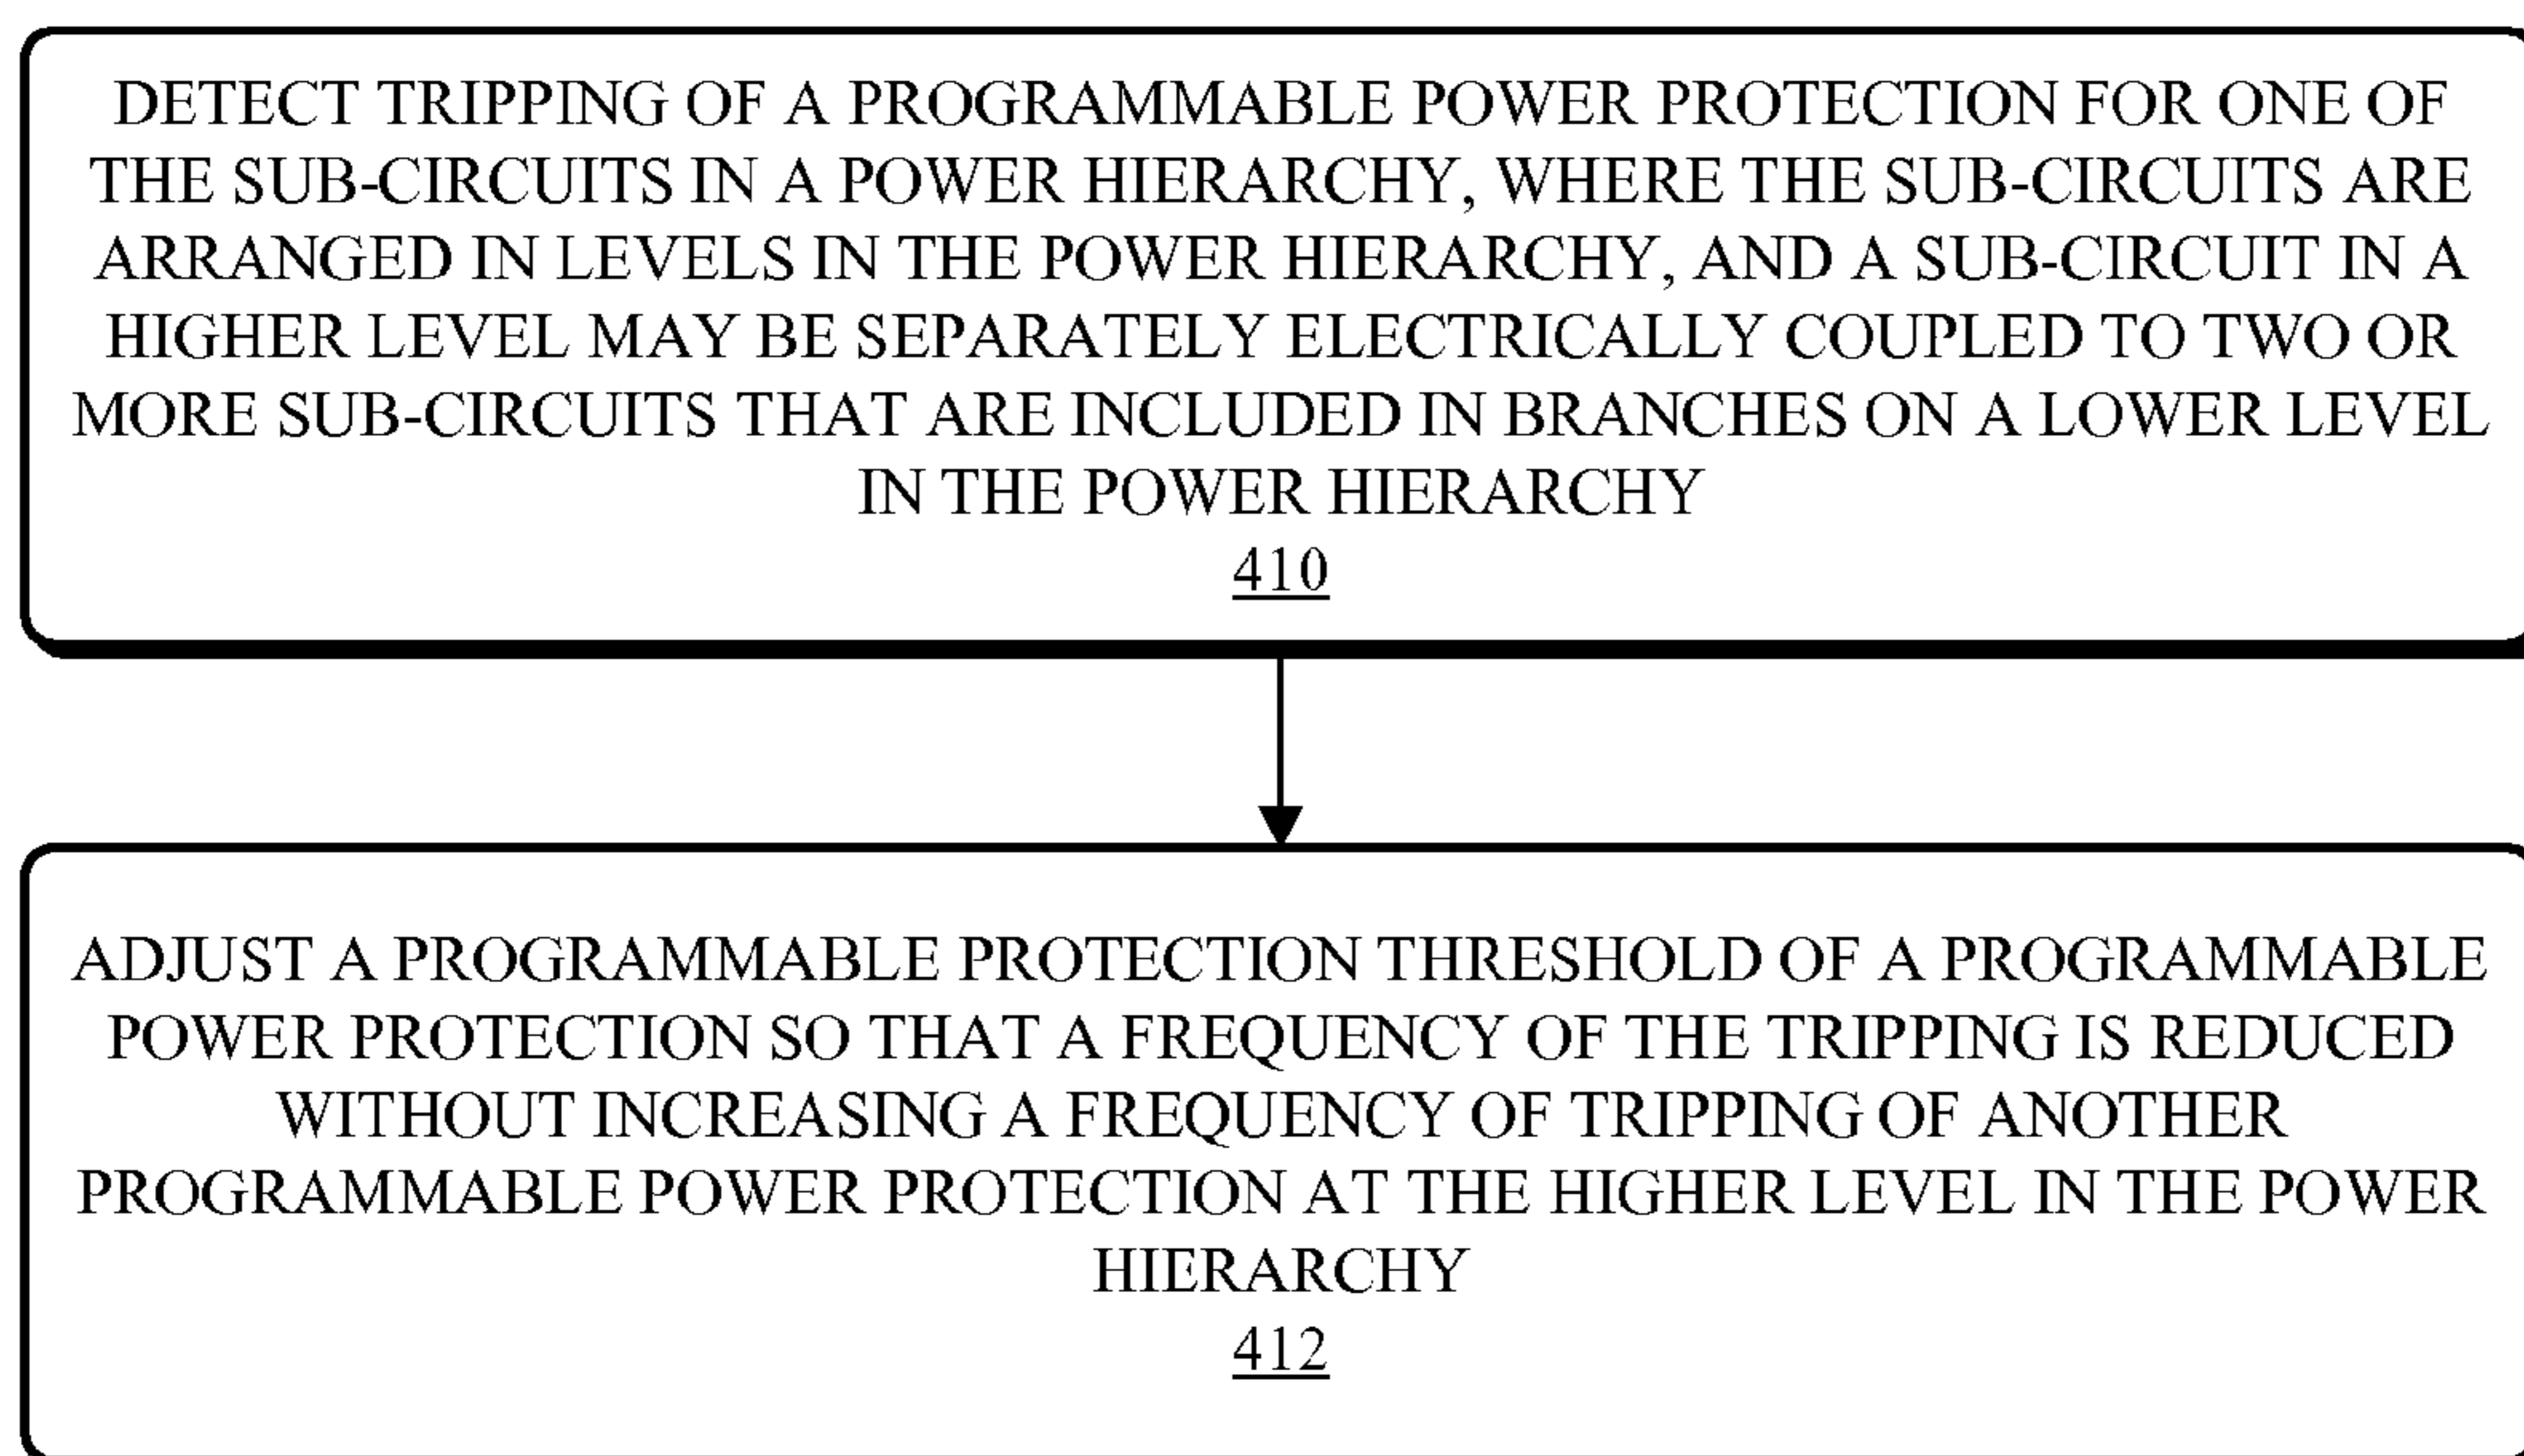 DETECT TRIPPING OF A PROGRAMMABLE POWER PROTECTION FOR ONE OF
THE SUB-CIRCUITS IN A POWER HIERARCHY, WHERE THE SUB-CIRCUITS ARE
ARRANGED IN LEVELS IN THE POWER HIERARCHY, AND A SUB-CIRCUIT IN A
HIGHER LEVEL MAY BE SEPARATELY ELECTRICALLY COUPLED TO TWO OR
MORE SUB-CIRCUITS THAT ARE INCLUDED IN BRANCHES ON A LOWER LEVEL
IN THE POWER HIERARCHY
410
ADJUST A PROGRAMMABLE PROTECTION THRESHOLD OF A PROGRAMMABLE
POWER PROTECTION SO THAT A FREQUENCY OF THE TRIPPING IS REDUCED
WITHOUT INCREASING A FREQUENCY OF TRIPPING OF ANOTHER
PROGRAMMABLE POWER PROTECTION AT THE HIGHER LEVEL IN THE POWER
HIERARCHY
412